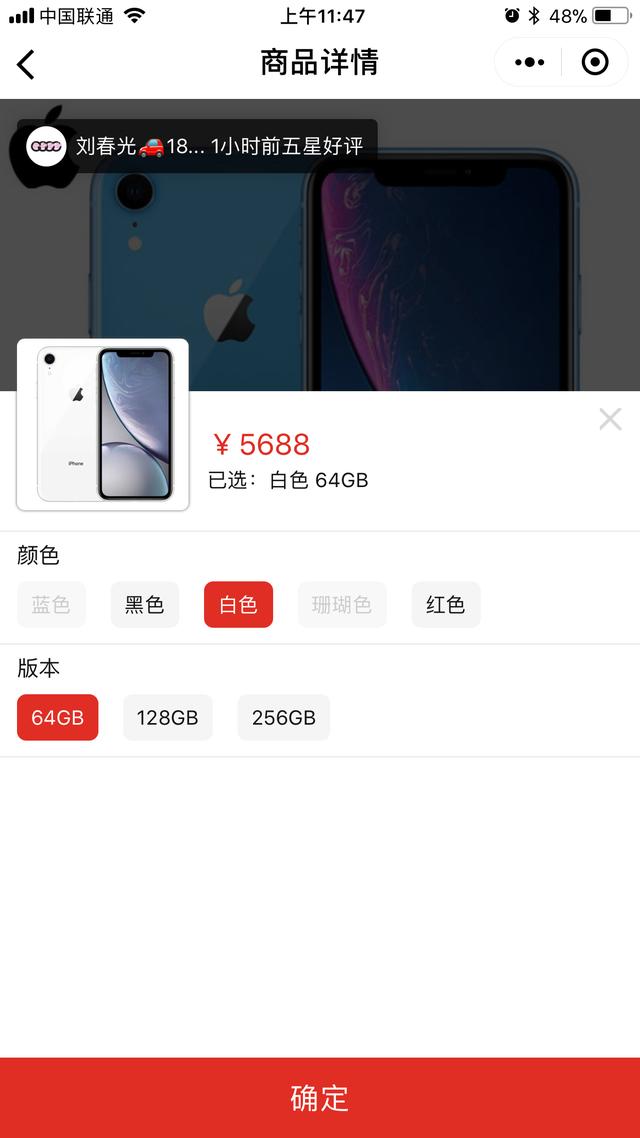 中国联通 上午11:47 48%
商品详情
刘春光🚗18... 1小时前五星好评
iPhone
¥ 5688
已选：白色 64GB
颜色
蓝色 黑色 白色 珊瑚色 红色
版本
64GB 128GB 256GB
确定